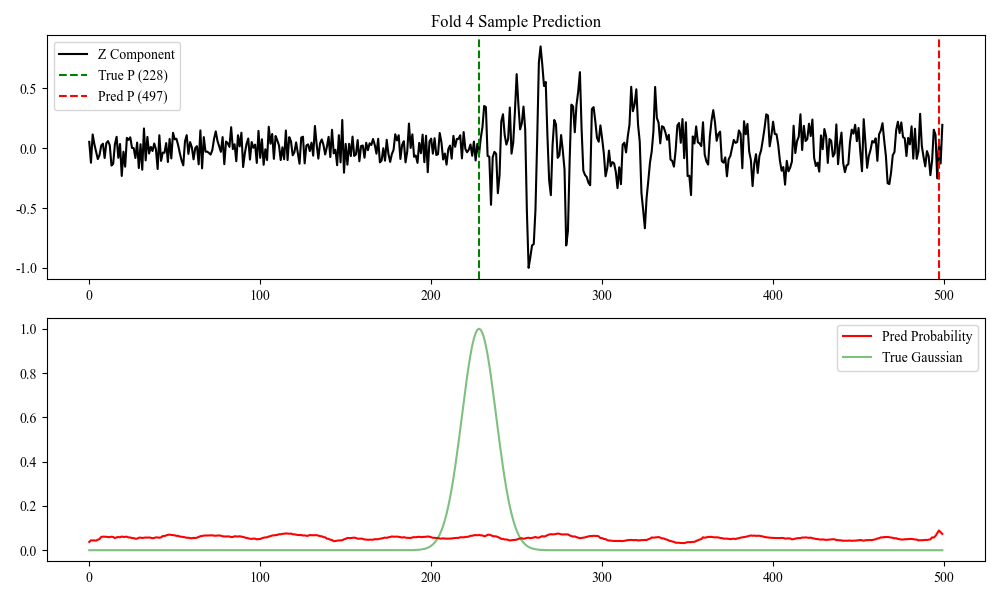 Fold 4 Sample Prediction
Z Component
True P (228)
Pred P (497)
0.5
0.0
-0.5
-1.0
0 100 200 300 400 500
Pred Probability
True Gaussian
1.0
0.8
0.6
0.4
0.2
0.0
0 100 200 300 400 500